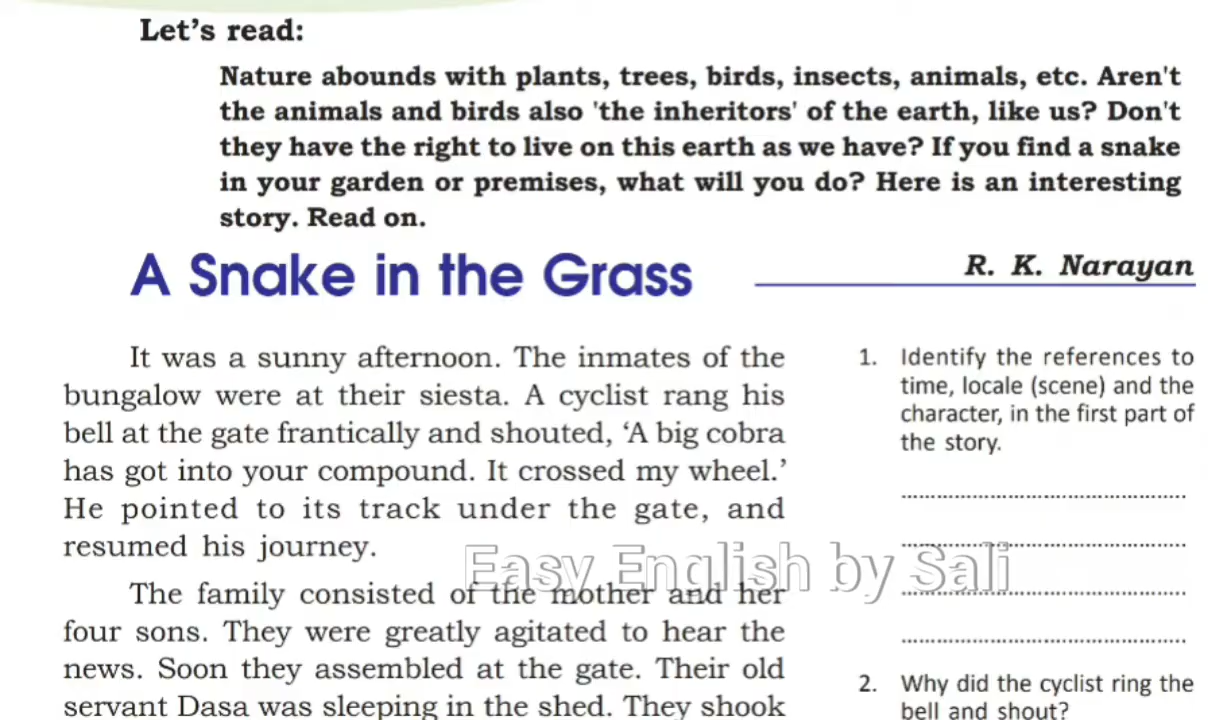 Let's read:
Nature abounds with plants, trees, birds, insects, animals, etc. Aren't
the animals and birds also 'the inheritors' of the earth, like us? Don't
they have the right to live on this earth as we have? If you find a snake
in your garden or premises, what will you do? Here is an interesting
story. Read on.
A Snake in the Grass
R. K. Narayan
It was a sunny afternoon. The inmates of the
bungalow were at their siesta. A cyclist rang his
bell at the gate frantically and shouted, ‘A big cobra
has got into your compound. It crossed my wheel.’
He pointed to its track under the gate, and
resumed his journey.
The family consisted of the mother and her
four sons. They were greatly agitated to hear the
news. Soon they assembled at the gate. Their old
servant Dasa was sleeping in the shed. They shook
1. Identify the references to
time, locale (scene) and the
character, in the first part of
the story.
2. Why did the cyclist ring the
bell and shout?
Easy English by Sali